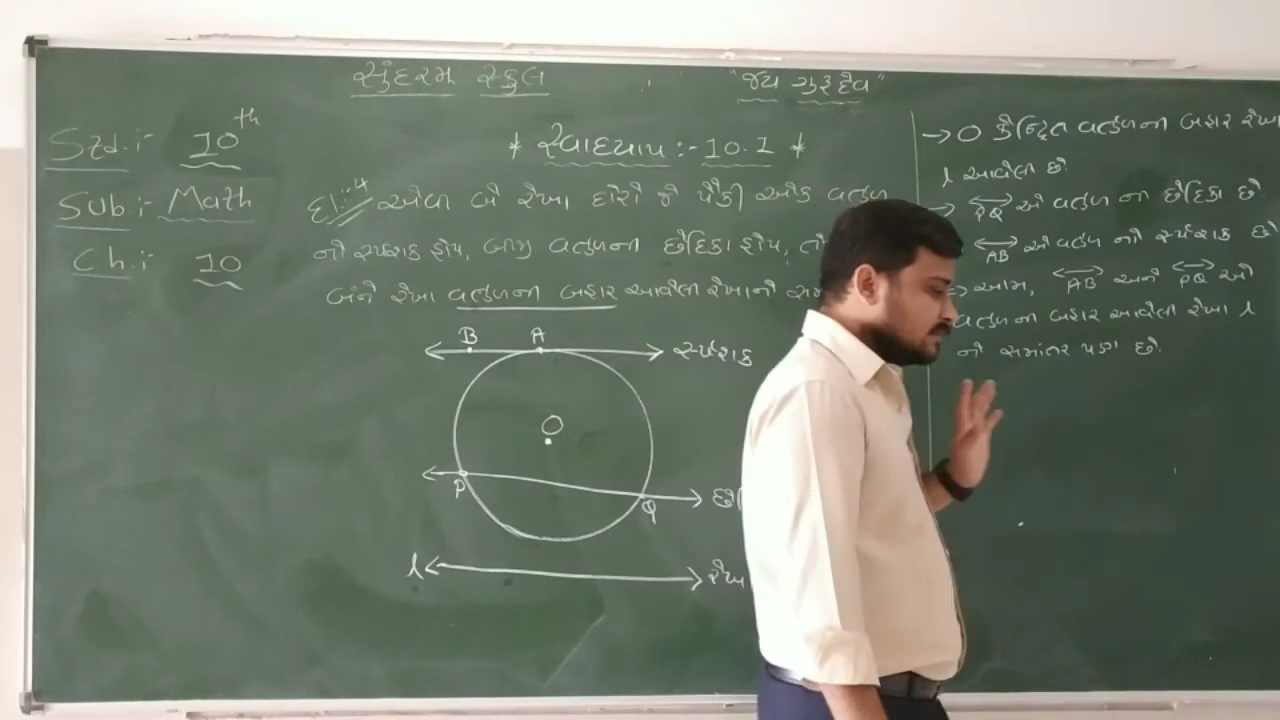 સુંદરમ સ્કુલ
"જય ગુરૂદેવ"
Std.:- 10th
Sub:- Math
Ch.:- 10
* સ્વાધ્યાય :- 10.1 *
દા:-4 એવી બે રેખા દોરો જે પૈકી એક વર્તુળ
નો સ્પર્શક હોય, બીજી વર્તુળની છેદિકા હોય, તે
બંને રેખા વર્તુળની બહાર આવેલી રેખાને
B A
સ્પર્શક
O
P
Q
l
→ O કેન્દ્રિત વર્તુળની બહાર રેખા
l આવેલી છે.
→ PQ એ વર્તુળ ની છેદિકા છે
AB એ વર્તુળ નો સ્પર્શક છે
⇒ આમ, AB અને PQ એ
વર્તુળની બહાર આવેલી રેખા l
ને સમાંતર પણ છે.